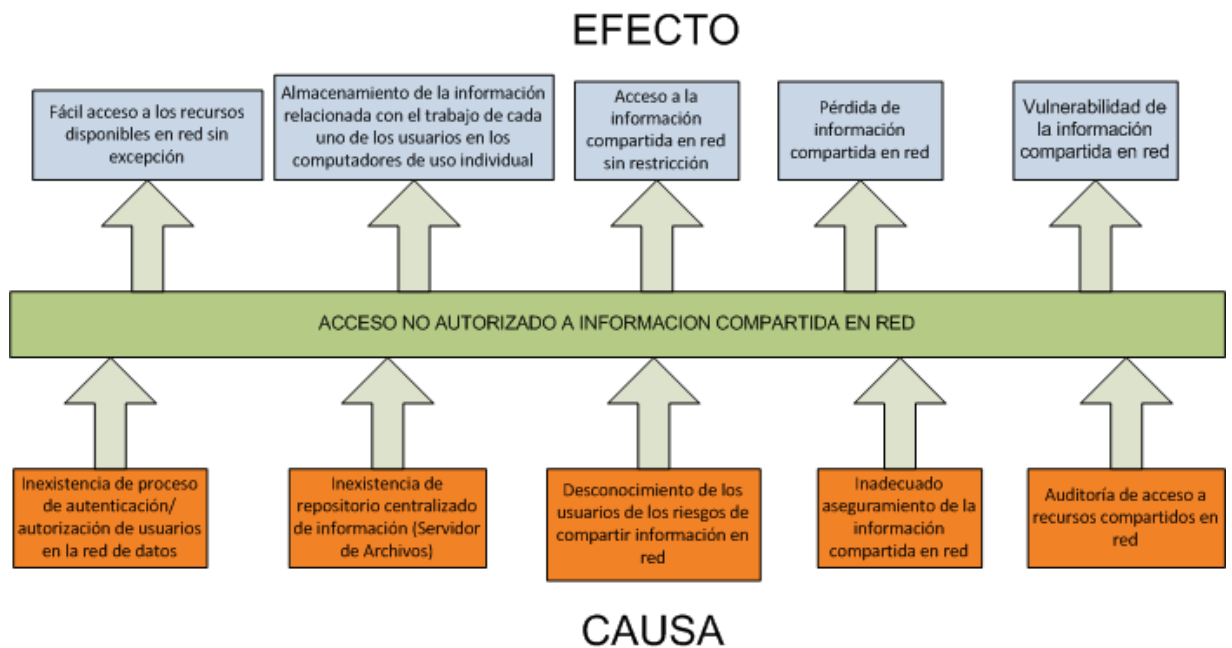 EFECTO
Fácil acceso a los recursos
disponibles en red sin
excepción
Almacenamiento de la información
relacionada con el trabajo de cada
uno de los usuarios en los
computadores de uso individual
Acceso a la
información
compartida en red
sin restricción
Pérdida de
información
compartida en red
Vulnerabilidad de
la información
compartida en red
ACCESO NO AUTORIZADO A INFORMACION COMPARTIDA EN RED
Inexistencia de proceso
de autenticación/
autorización de usuarios
en la red de datos
Inexistencia de
repositorio centralizado
de información (Servidor
de Archivos)
Desconocimiento de los
usuarios de los riesgos de
compartir información en
red
Inadecuado
aseguramiento de la
información
compartida en red
Auditoría de acceso a
recursos compartidos en
red
CAUSA